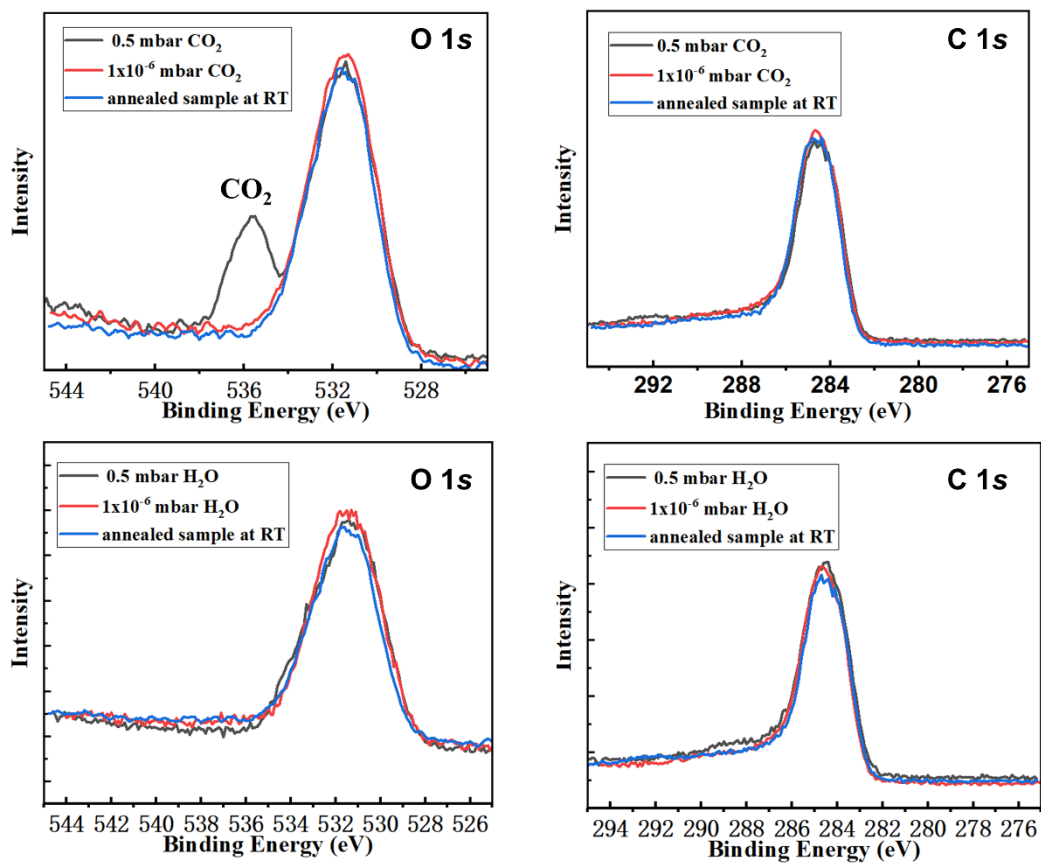 0.5 mbar CO₂
1x10⁻⁶ mbar CO₂
annealed sample at RT
O 1s
CO₂
Intensity
544 540 536 532 528
Binding Energy (eV)
0.5 mbar CO₂
1x10⁻⁶ mbar CO₂
annealed sample at RT
C 1s
Intensity
292 288 284 280 276
Binding Energy (eV)
0.5 mbar H₂O
1x10⁻⁶ mbar H₂O
annealed sample at RT
O 1s
Intensity
544 542 540 538 536 534 532 530 528 526
Binding Energy (eV)
0.5 mbar H₂O
1x10⁻⁶ mbar H₂O
annealed sample at RT
C 1s
Intensity
294 292 290 288 286 284 282 280 278 276
Binding Energy (eV)